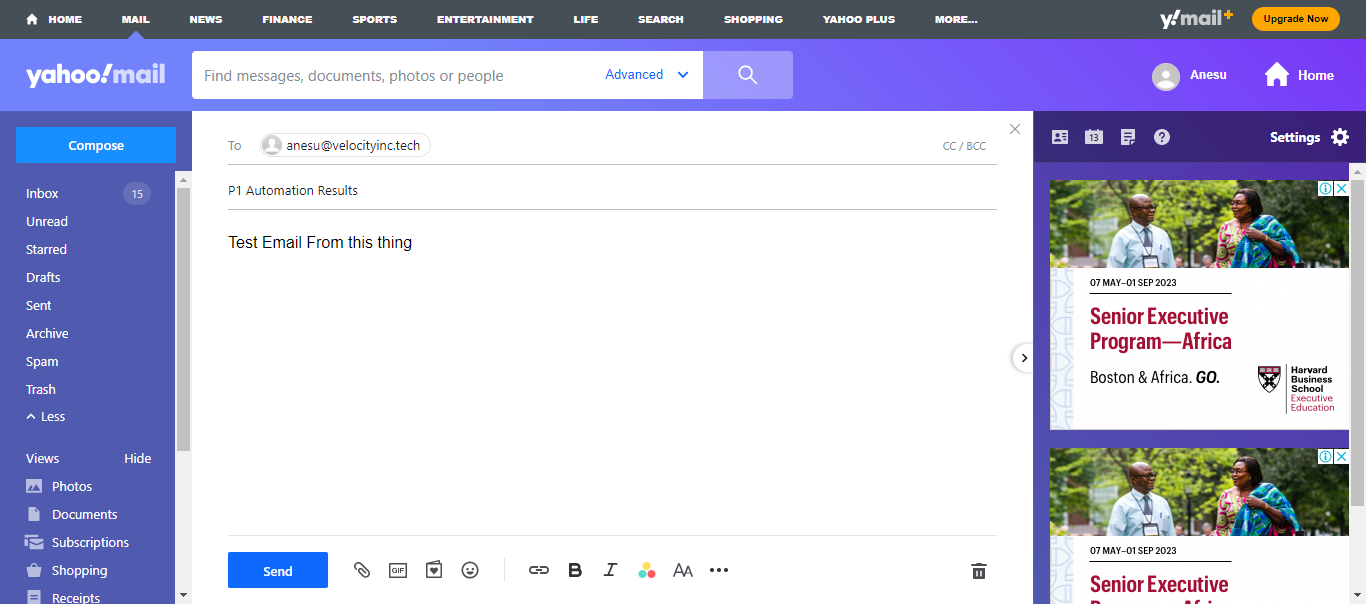 HOME MAIL NEWS FINANCE SPORTS ENTERTAINMENT LIFE SEARCH SHOPPING YAHOO PLUS MORE... y!mail+ Upgrade Now
yahoo!mail Find messages, documents, photos or people Advanced Anesu Home
Compose
Inbox 15
Unread
Starred
Drafts
Sent
Archive
Spam
Trash
Less
Views Hide
Photos
Documents
Subscriptions
Shopping
Receipts
To anesu@velocityinc.tech CC / BCC
P1 Automation Results
Test Email From this thing
Send GIF AA
13 ? Settings
07 MAY–01 SEP 2023
Senior Executive
Program—Africa
Boston & Africa. GO.
Harvard
Business
School
Executive
Education
07 MAY–01 SEP 2023
Senior Executive